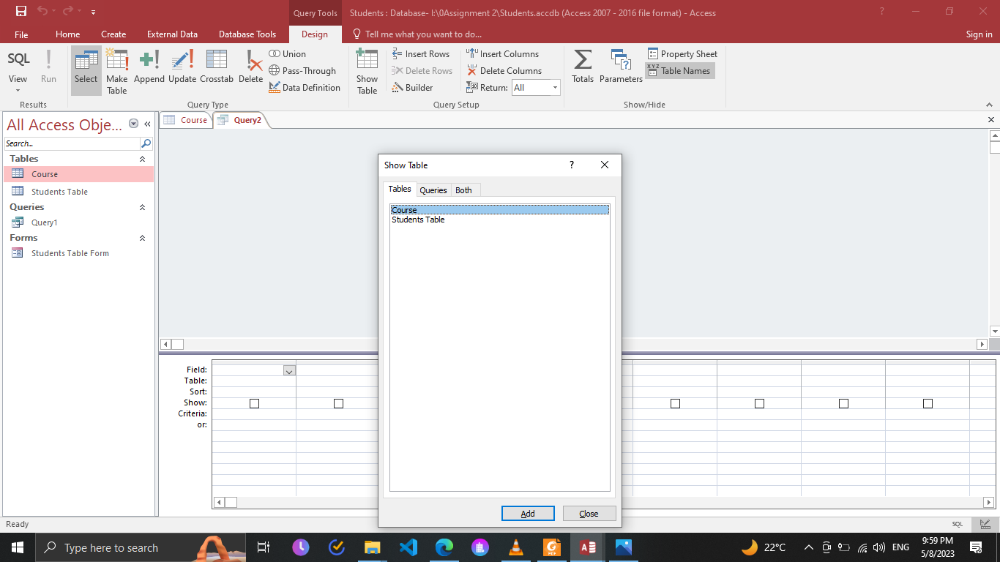 Query Tools
Students : Database- I:\0Assignment 2\Students.accdb (Access 2007 - 2016 file format) - Access
?
File Home Create External Data Database Tools Design Tell me what you want to do... Sign in
SQL
View
Run
Results
Select
Make Table
Append
Update
Crosstab
Delete
Union
Pass-Through
Data Definition
Query Type
Show Table
Insert Rows
Delete Rows
Builder
Insert Columns
Delete Columns
10 Return: All
Query Setup
Totals
Parameters
Property Sheet
XYZ Table Names
Show/Hide
All Access Obje...
Search...
Tables
Course
Students Table
Queries
Query1
Forms
Students Table Form
Course
Query2
Show Table
?
Tables Queries Both
Course
Students Table
Add Close
Field:
Table:
Sort:
Show:
Criteria:
or:
Ready
SQL
Type here to search
PDF
A
22°C
ENG
9:59 PM
5/8/2023